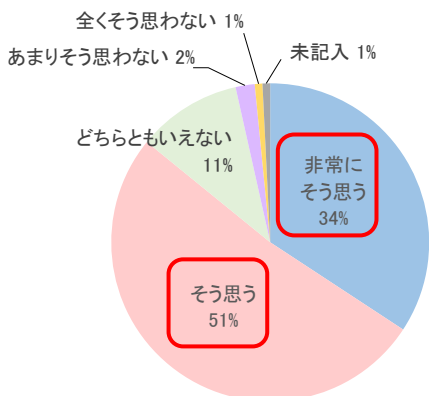 全くそう思わない 1%
あまりそう思わない 2%
未記入 1%
どちらともいえない
11%
非常に
そう思う
34%
そう思う
51%